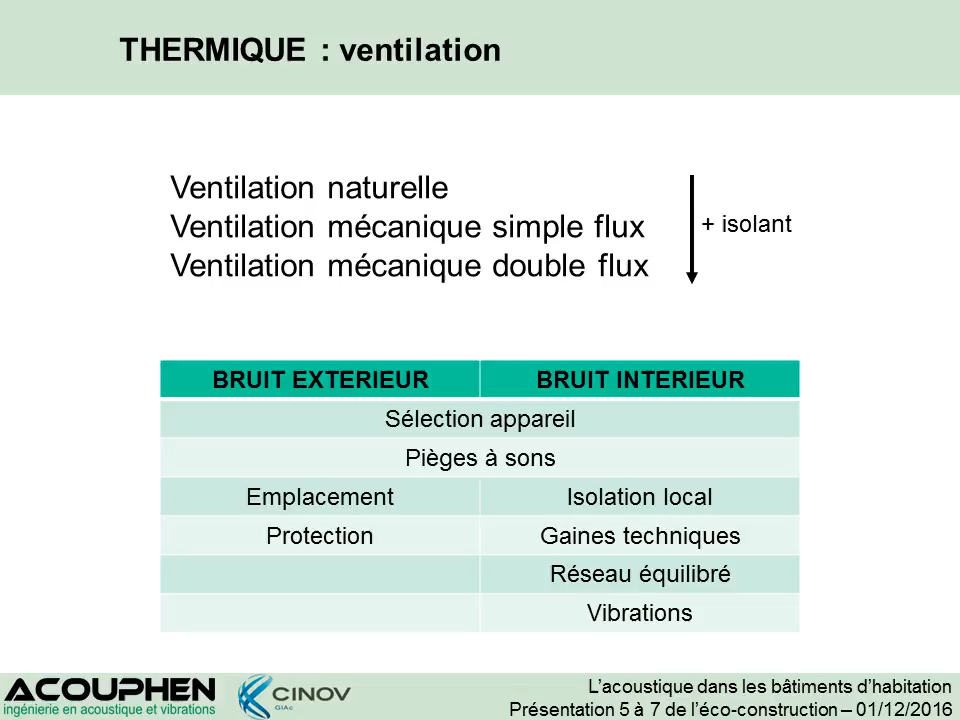 THERMIQUE : ventilation
Ventilation naturelle
Ventilation mécanique simple flux
Ventilation mécanique double flux
+ isolant
BRUIT EXTERIEUR BRUIT INTERIEUR
Sélection appareil
Pièges à sons
Emplacement Isolation local
Protection Gaines techniques
Réseau équilibré
Vibrations
ACOUPHEN
ingénierie en acoustique et vibrations
CINOV
GIAc
L'acoustique dans les bâtiments d'habitation
Présentation 5 à 7 de l'éco-construction – 01/12/2016